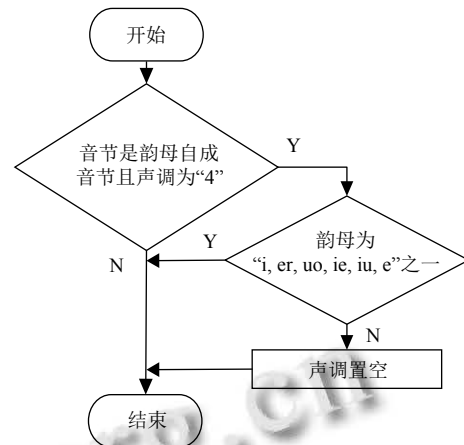 开始
音节是韵母自成
音节且声调为“4”
Y
韵母为
“i, er, uo, ie, iu, e”之一
Y
N
N
声调置空
结束